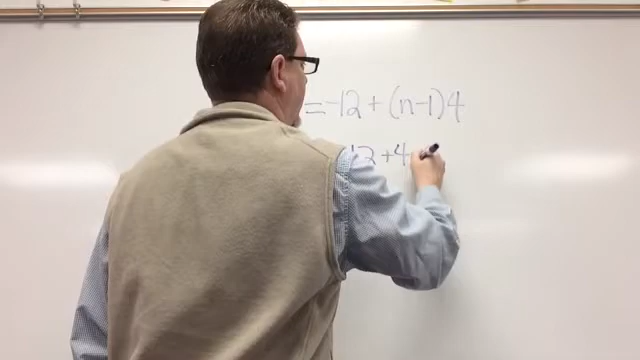 =-12 + (n-1)4
12 +4